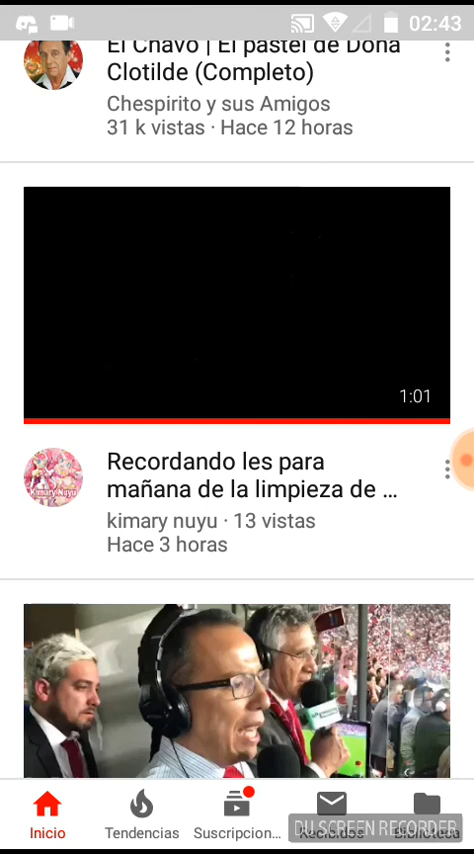 02:43
El Chavo | El pastel de Doña
Clotilde (Completo)
Chespirito y sus Amigos
31 k vistas · Hace 12 horas
1:01
Kimary Nuyu
Recordando les para
mañana de la limpieza de ...
kimary nuyu · 13 vistas
Hace 3 horas
Inicio
Tendencias
Suscripcion...
Recibidos
Biblioteca
DU SCREEN RECORDER